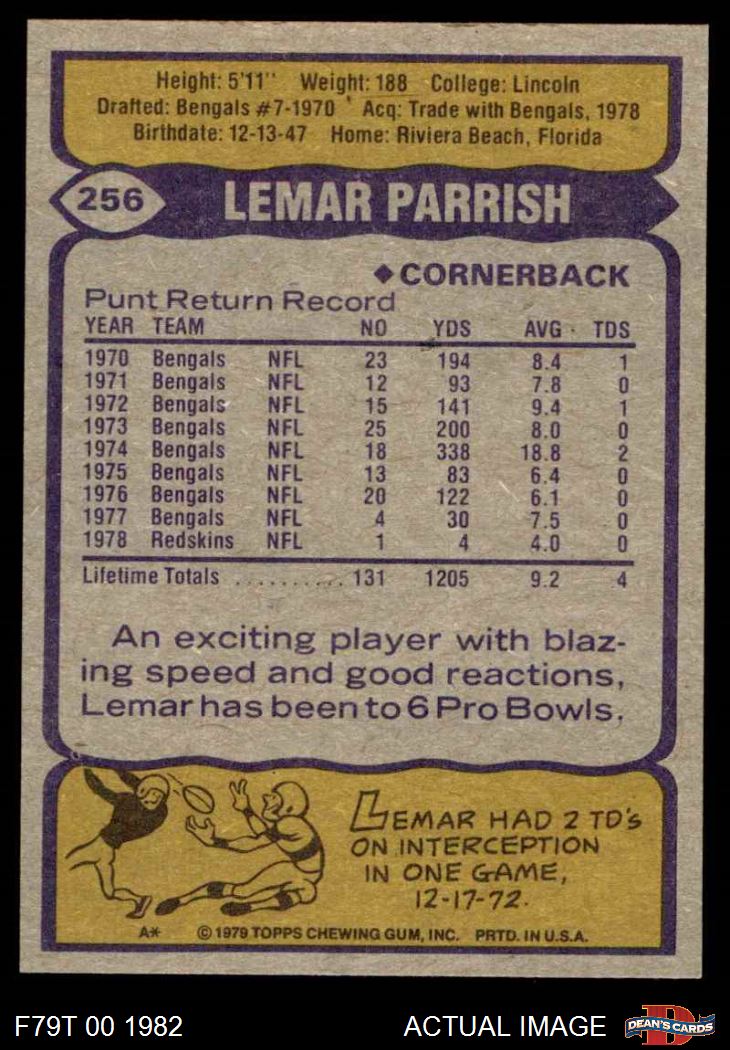 Height: 5'11" Weight: 188 College: Lincoln
Drafted: Bengals #7-1970 Acq: Trade with Bengals, 1978
Birthdate: 12-13-47 Home: Riviera Beach, Florida
256 LEMAR PARRISH
◆ CORNERBACK
Punt Return Record
YEAR TEAM NO YDS AVG TDS
1970 Bengals NFL 23 194 8.4 1
1971 Bengals NFL 12 93 7.8 0
1972 Bengals NFL 15 141 9.4 1
1973 Bengals NFL 25 200 8.0 0
1974 Bengals NFL 18 338 18.8 2
1975 Bengals NFL 13 83 6.4 0
1976 Bengals NFL 20 122 6.1 0
1977 Bengals NFL 4 30 7.5 0
1978 Redskins NFL 1 4 4.0 0
Lifetime Totals .......... 131 1205 9.2 4
An exciting player with blaz-
ing speed and good reactions,
Lemar has been to 6 Pro Bowls.
LEMAR HAD 2 TD's
ON INTERCEPTION
IN ONE GAME,
12-17-72.
A* © 1979 TOPPS CHEWING GUM, INC. PRTD. IN U.S.A.
F79T 00 1982 ACTUAL IMAGE D DEAN'S CARDS